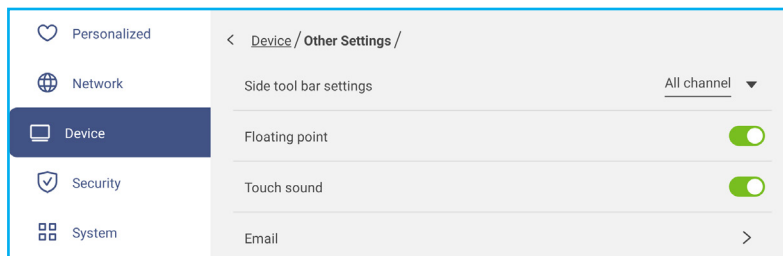 Personalized
Network
Device
Security
System
Device / Other Settings /
Side tool bar settings All channel
Floating point
Touch sound
Email